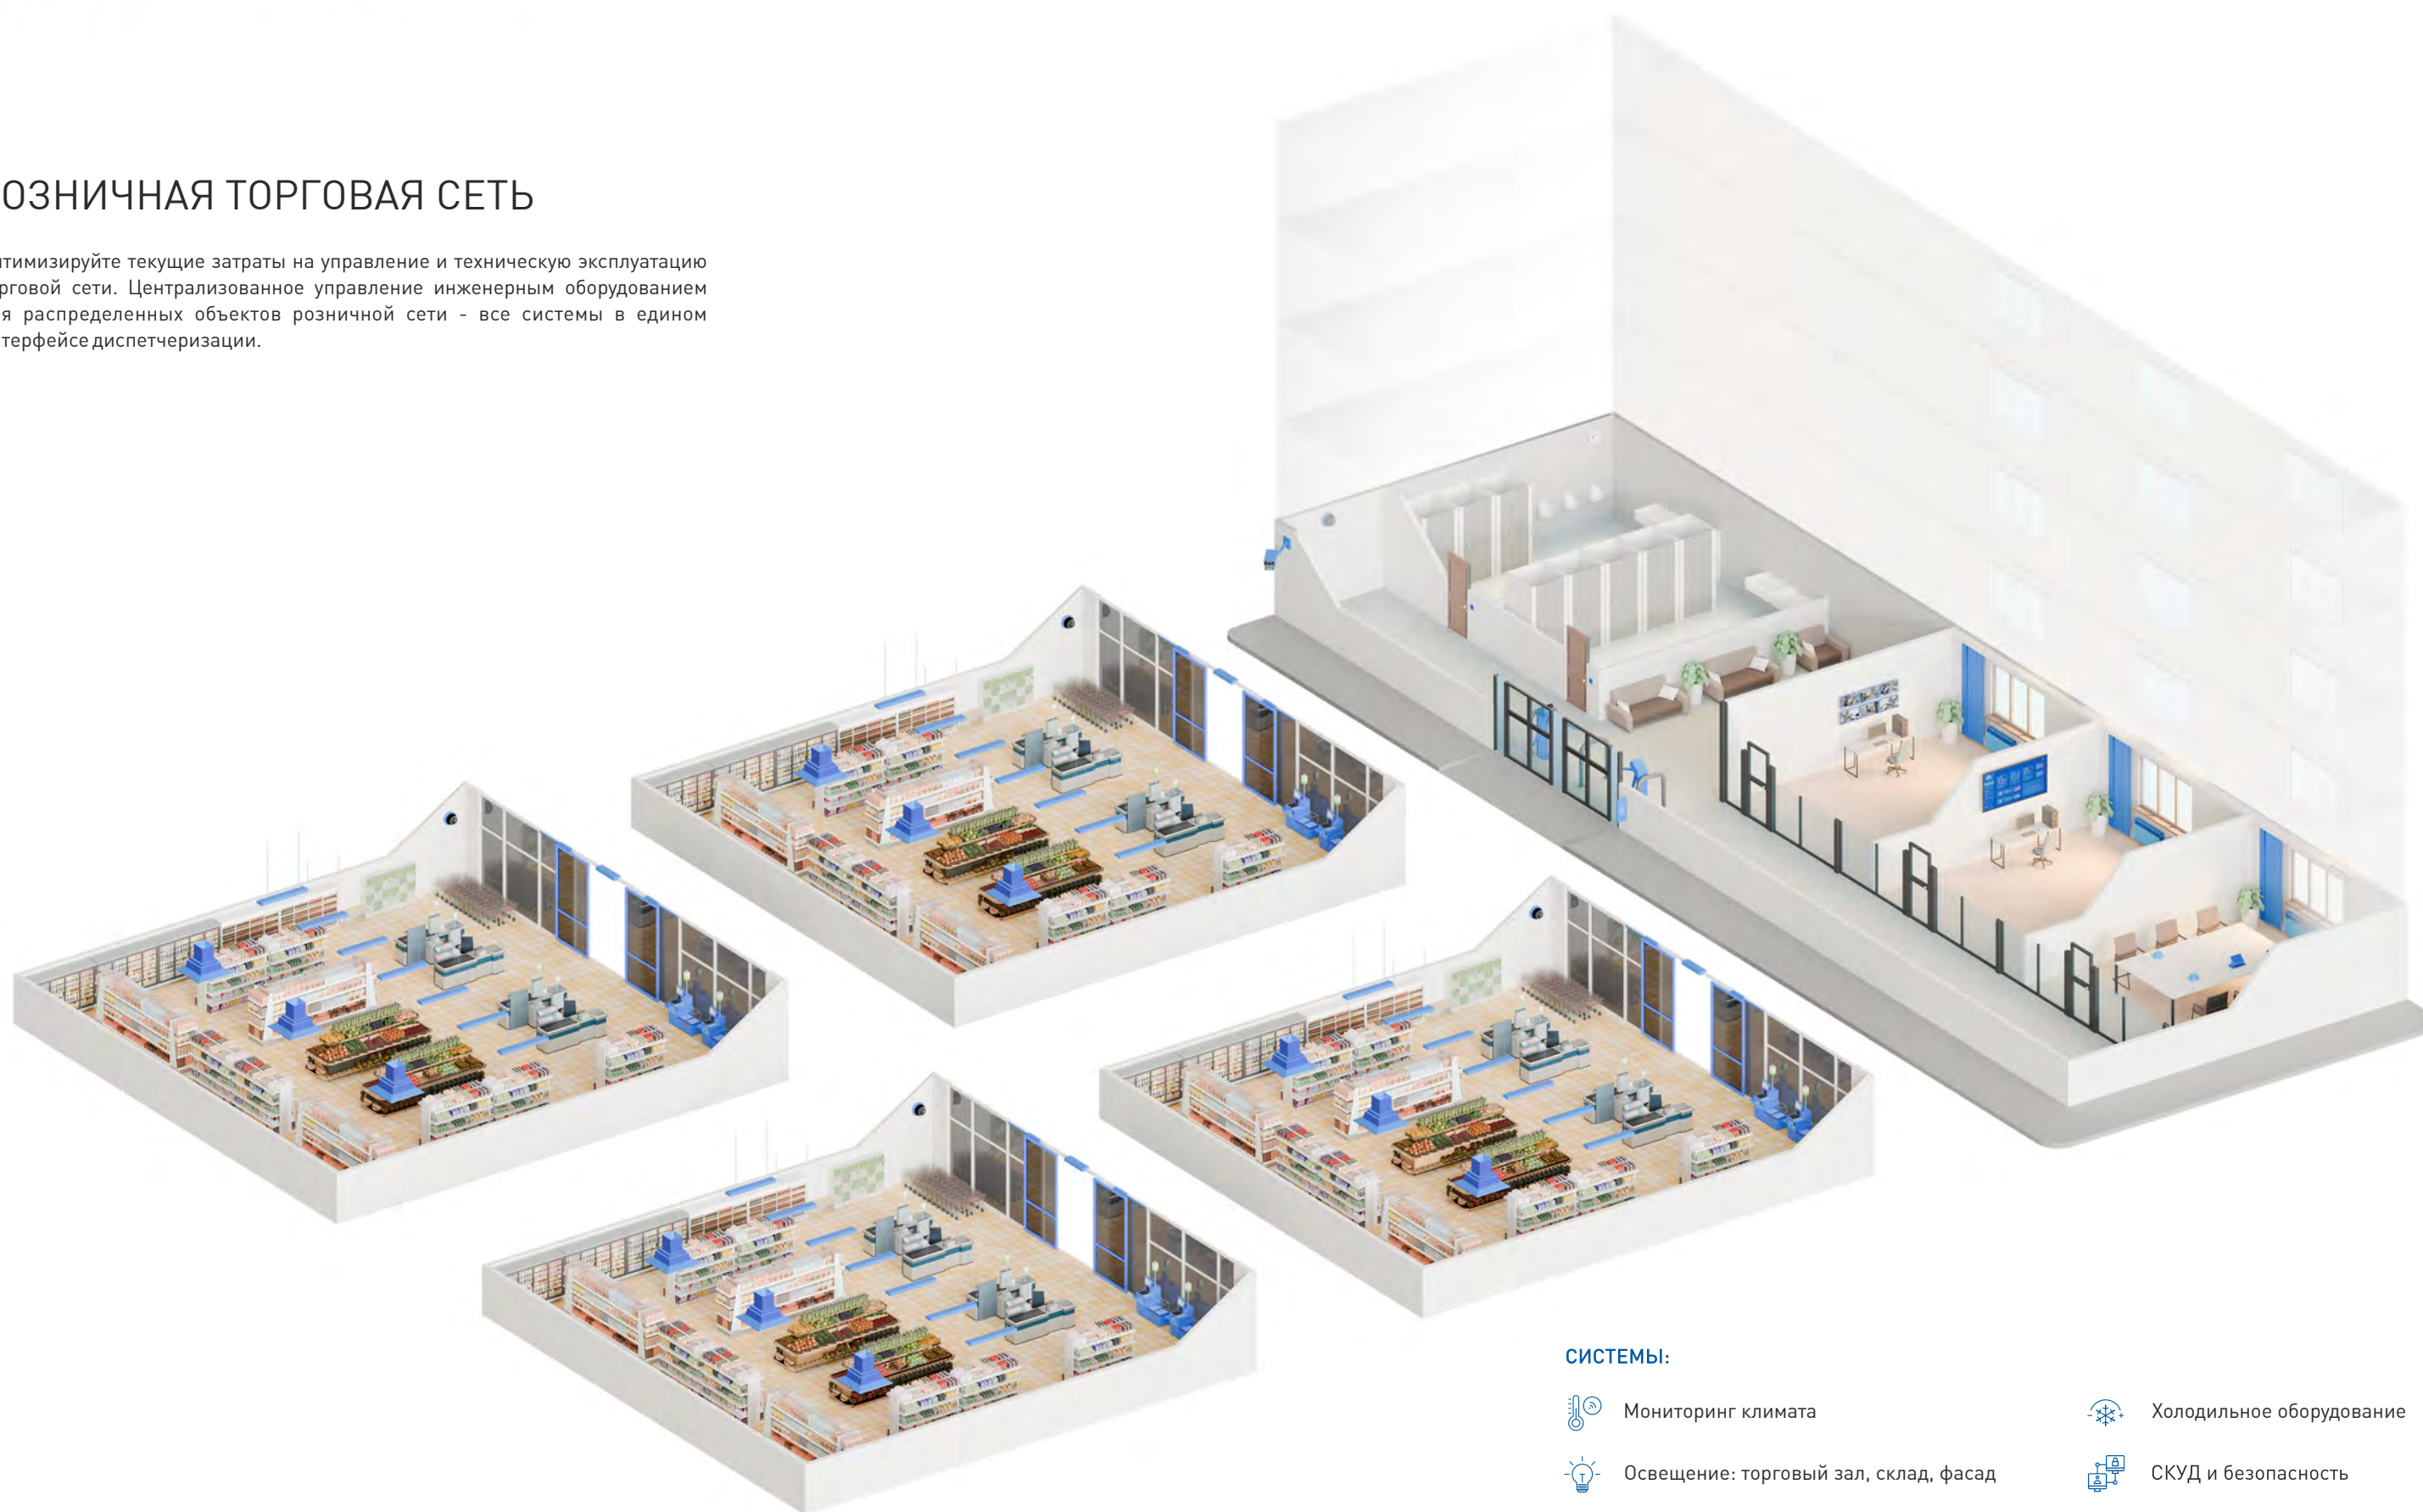 ОЗНИЧНАЯ ТОРГОВАЯ СЕТЬ
тимизируйте текущие затраты на управление и техническую эксплуатацию
рговой сети. Централизованное управление инженерным оборудованием
я распределенных объектов розничной сети - все системы в едином
терфейсе диспетчеризации.
СИСТЕМЫ:
Мониторинг климата
Холодильное оборудование
Освещение: торговый зал, склад, фасад
СКУД и безопасность